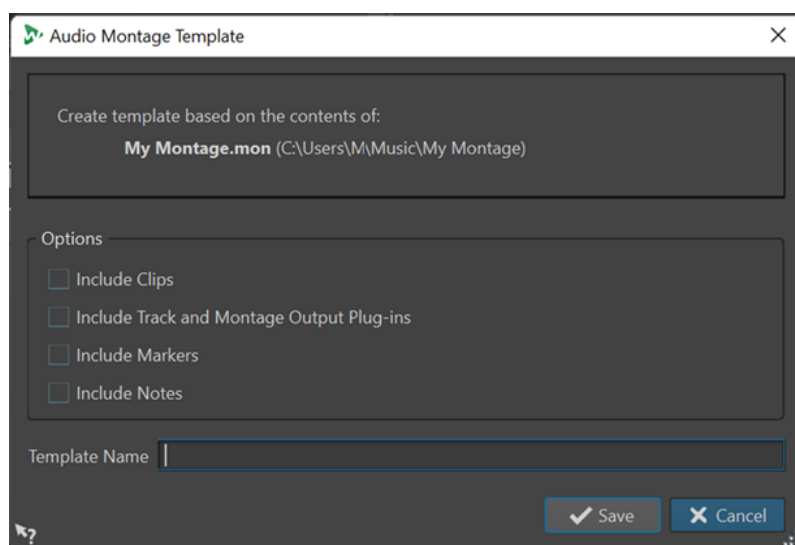 Audio Montage Template
Create template based on the contents of:
My Montage.mon (C:\Users\M\Music\My Montage)
Options
Include Clips
Include Track and Montage Output Plug-ins
Include Markers
Include Notes
Template Name
Save Cancel